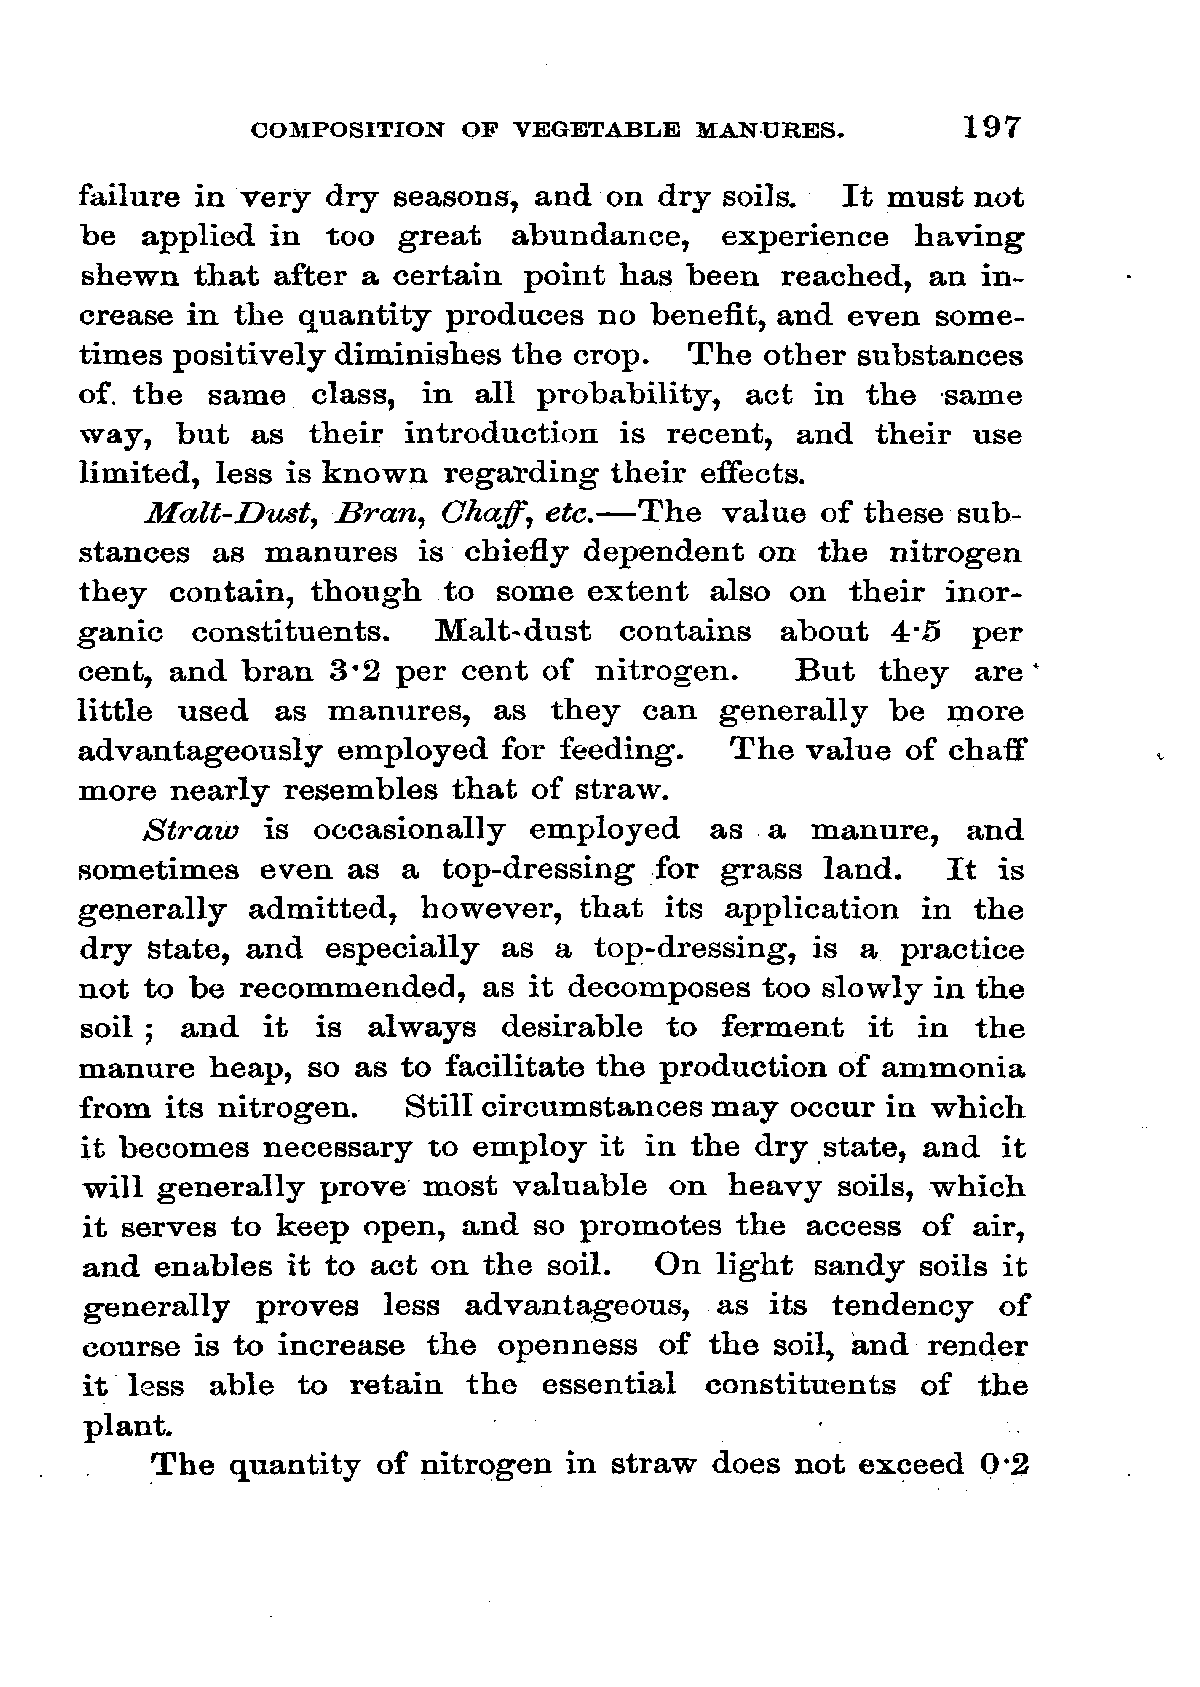 COMPOSITION OF VEGETABLE MANURES. 197
failure in very dry seasons, and on dry soils. It must not
be applied in too great abundance, experience having
shewn that after a certain point has been reached, an in-
crease in the quantity produces no benefit, and even some-
times positively diminishes the crop. The other substances
of the same class, in all probability, act in the same
way, but as their introduction is recent, and their use
limited, less is known regarding their effects.
Malt-Dust, Bran, Chaff, etc.—The value of these sub-
stances as manures is chiefly dependent on the nitrogen
they contain, though to some extent also on their inor-
ganic constituents. Malt-dust contains about 4·5 per
cent, and bran 3·2 per cent of nitrogen. But they are
little used as manures, as they can generally be more
advantageously employed for feeding. The value of chaff
more nearly resembles that of straw.
Straw is occasionally employed as a manure, and
sometimes even as a top-dressing for grass land. It is
generally admitted, however, that its application in the
dry state, and especially as a top-dressing, is a practice
not to be recommended, as it decomposes too slowly in the
soil ; and it is always desirable to ferment it in the
manure heap, so as to facilitate the production of ammonia
from its nitrogen. Still circumstances may occur in which
it becomes necessary to employ it in the dry state, and it
will generally prove most valuable on heavy soils, which
it serves to keep open, and so promotes the access of air,
and enables it to act on the soil. On light sandy soils it
generally proves less advantageous, as its tendency of
course is to increase the openness of the soil, and render
it less able to retain the essential constituents of the
plant.
The quantity of nitrogen in straw does not exceed 0·2